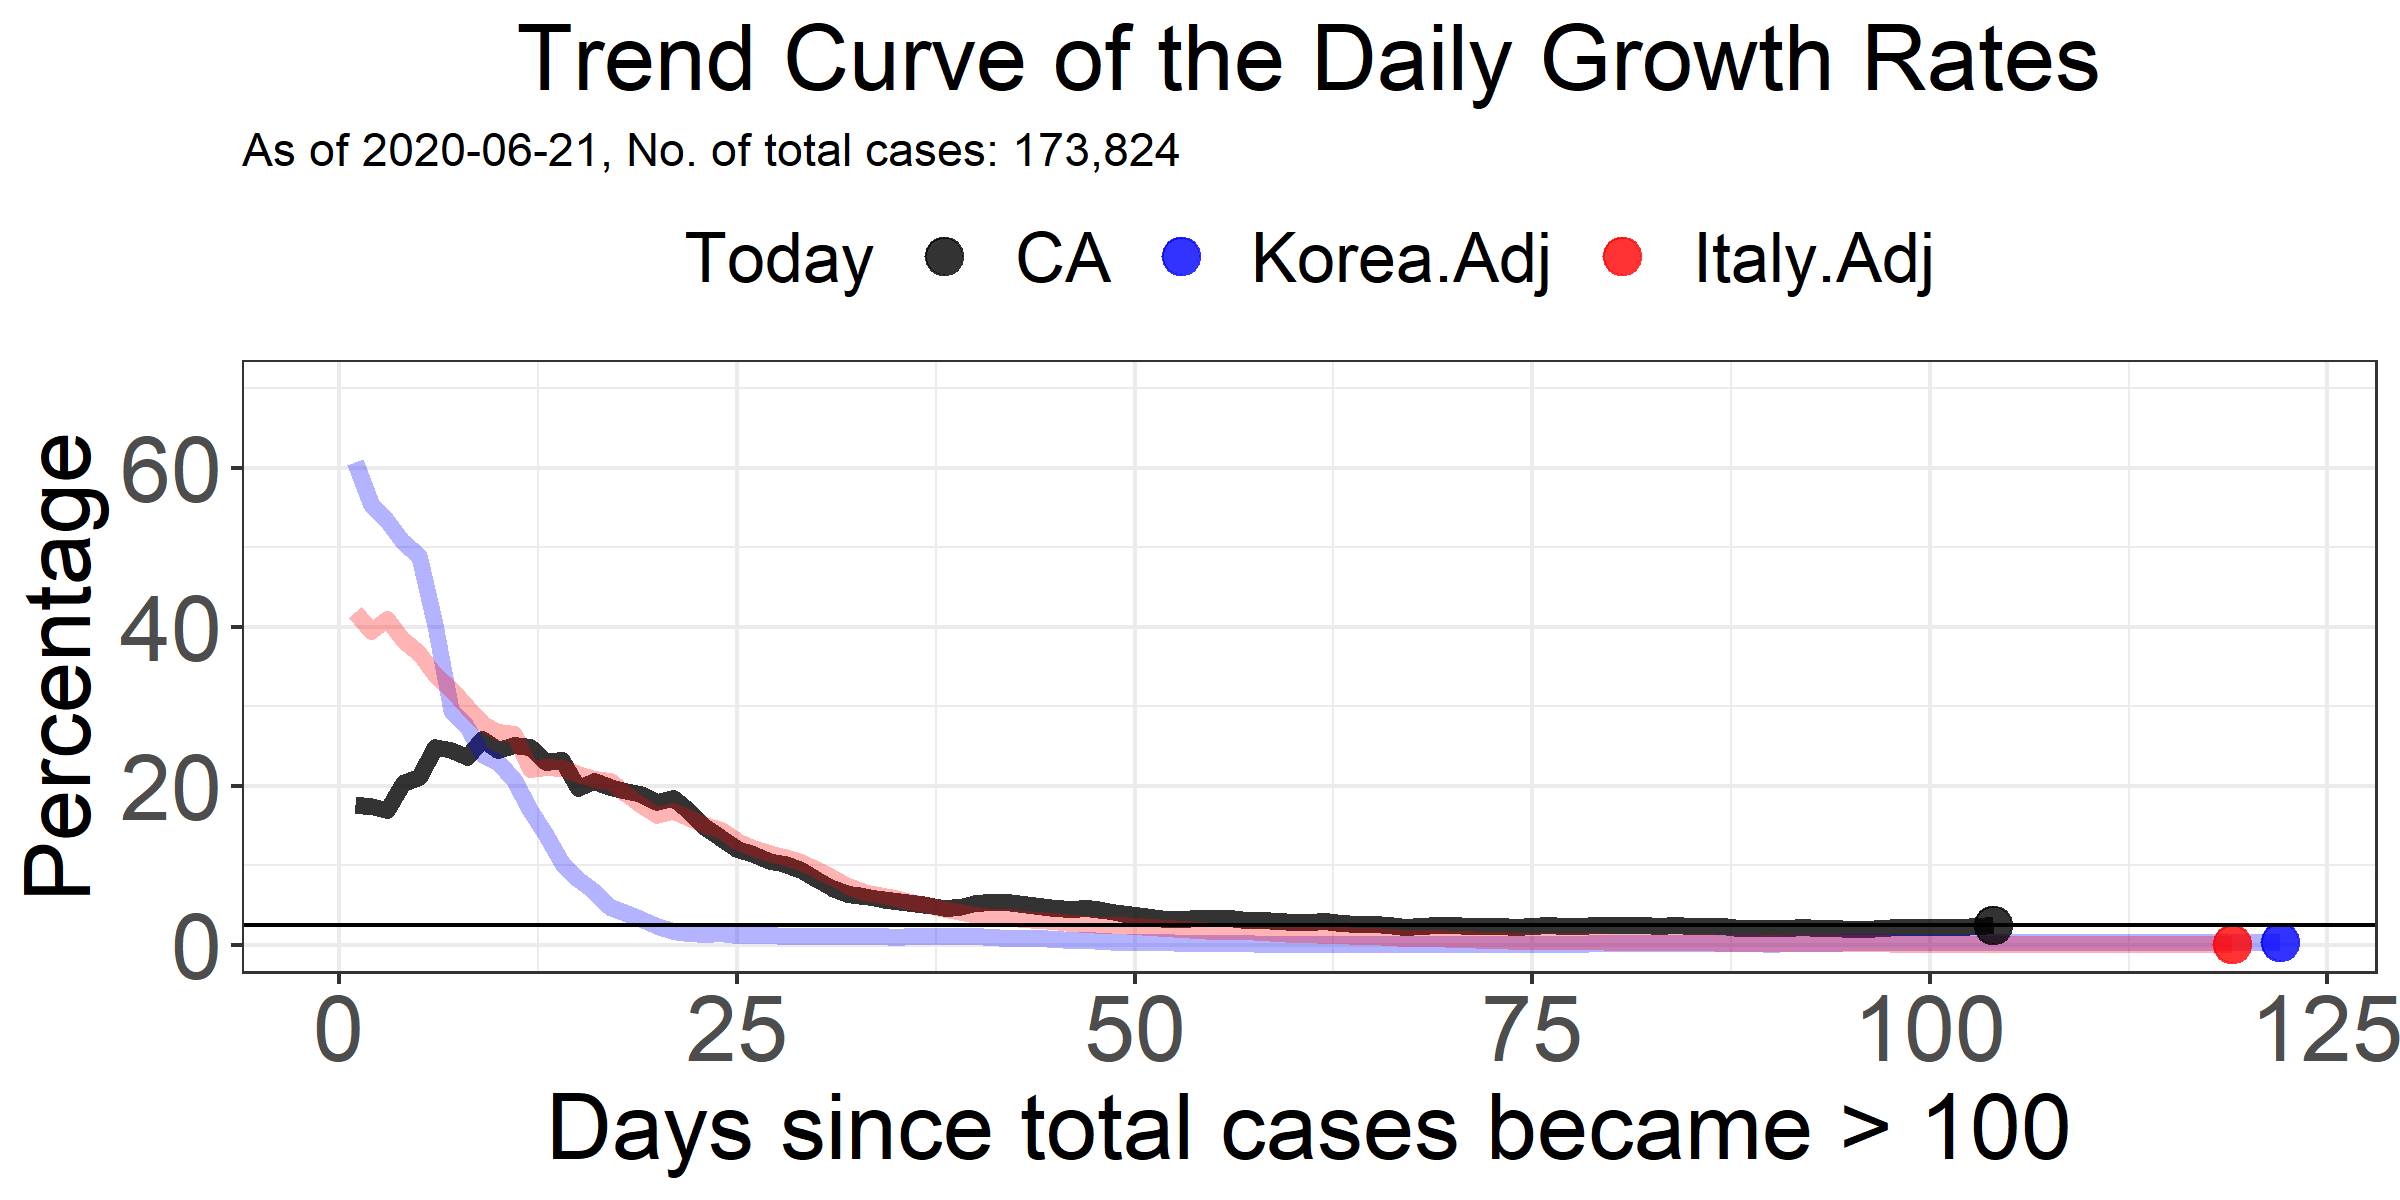 Trend Curve of the Daily Growth Rates
As of 2020-06-21, No. of total cases: 173,824
Today CA Korea.Adj Italy.Adj
Percentage
60
40
20
0
0 25 50 75 100 125
Days since total cases became > 100